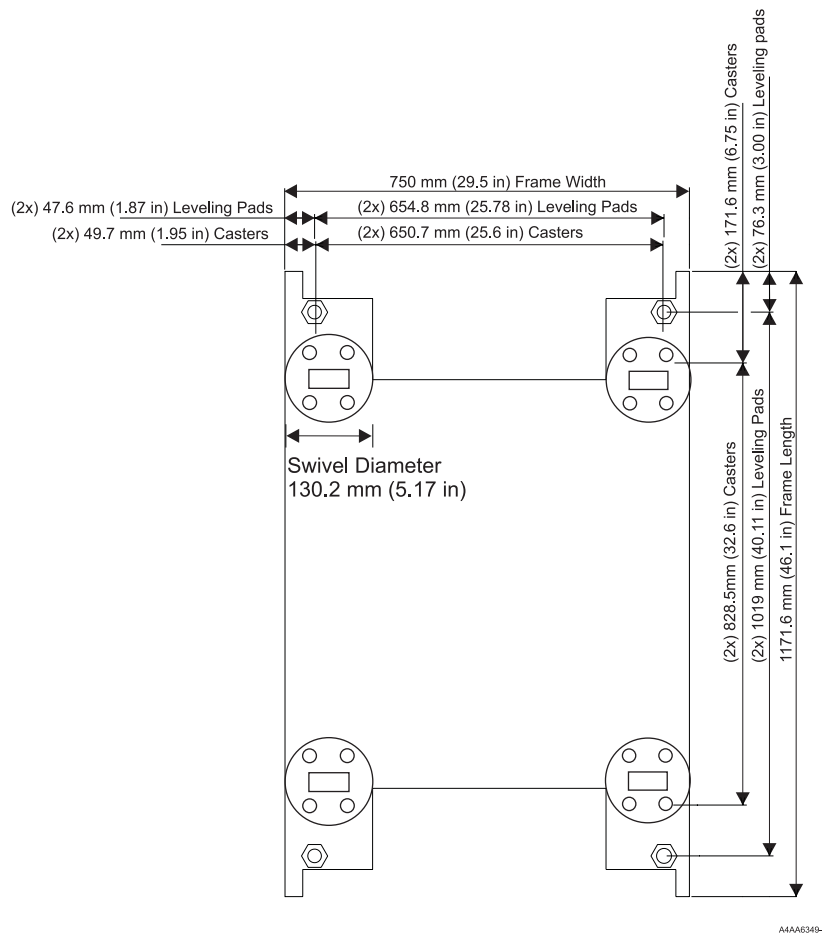 (2x) 171.6 mm (6.75 in) Casters
(2x) 76.3 mm (3.00 in) Leveling pads
750 mm (29.5 in) Frame Width
(2x) 47.6 mm (1.87 in) Leveling Pads
(2x) 654.8 mm (25.78 in) Leveling Pads
(2x) 49.7 mm (1.95 in) Casters
(2x) 650.7 mm (25.6 in) Casters
Swivel Diameter
130.2 mm (5.17 in)
(2x) 828.5mm (32.6 in) Casters
(2x) 1019 mm (40.11 in) Leveling Pads
1171.6 mm (46.1 in) Frame Length
A4AA6349-